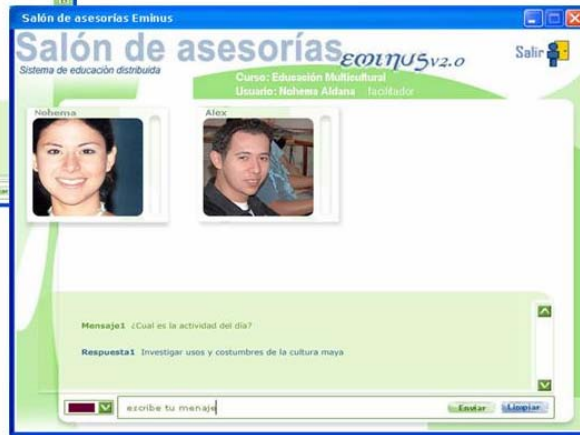 Salón de asesorías Eminus
Salón de asesorías
eminus v2.0
Salir
Sistema de educación distribuida
Curso: Educasión Multicultural
Usuario: Nohema Aldana facilitador
Nohema
Alex
Mensaje1 ¿Cual es la actividad del día?
Respuesta1 Investigar usos y costumbres de la cultura maya
escribe tu menaje
Enviar
Limpiar